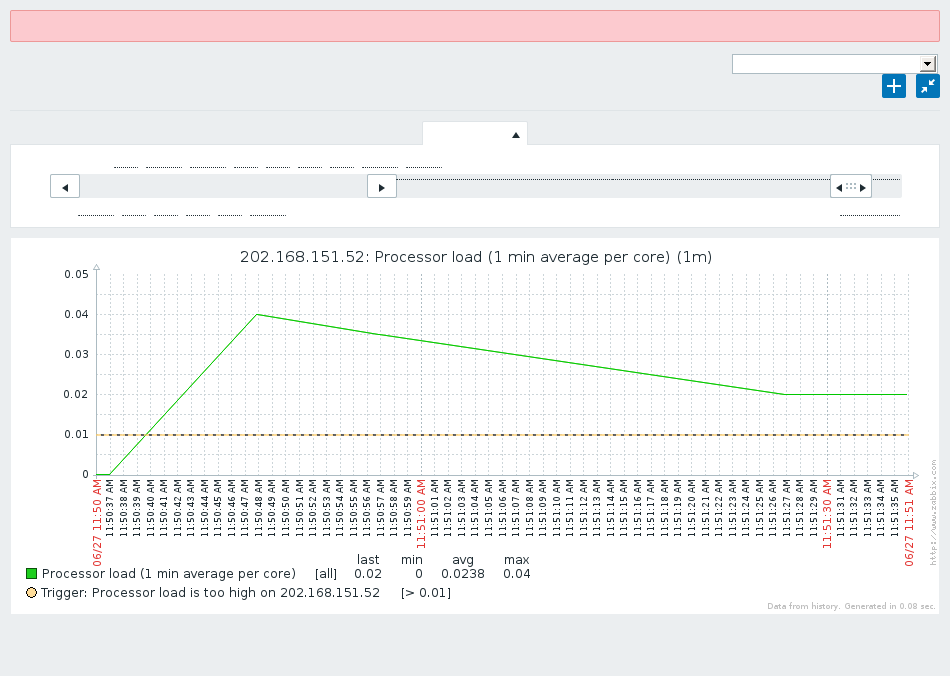 202.168.151.52: Processor load (1 min average per core) (1m)
0.05
0.04
0.03
0.02
0.01
0
06/27 11:50 AM
11:50:37 AM
11:50:38 AM
11:50:39 AM
11:50:40 AM
11:50:41 AM
11:50:42 AM
11:50:43 AM
11:50:44 AM
11:50:45 AM
11:50:46 AM
11:50:47 AM
11:50:48 AM
11:50:49 AM
11:50:50 AM
11:50:51 AM
11:50:52 AM
11:50:53 AM
11:50:54 AM
11:50:55 AM
11:50:56 AM
11:50:57 AM
11:50:58 AM
11:50:59 AM
11:51:00 AM
11:51:01 AM
11:51:02 AM
11:51:03 AM
11:51:04 AM
11:51:05 AM
11:51:06 AM
11:51:07 AM
11:51:08 AM
11:51:09 AM
11:51:10 AM
11:51:11 AM
11:51:12 AM
11:51:13 AM
11:51:14 AM
11:51:15 AM
11:51:16 AM
11:51:17 AM
11:51:18 AM
11:51:19 AM
11:51:20 AM
11:51:21 AM
11:51:22 AM
11:51:23 AM
11:51:24 AM
11:51:25 AM
11:51:26 AM
11:51:27 AM
11:51:28 AM
11:51:29 AM
11:51:30 AM
11:51:31 AM
11:51:32 AM
11:51:33 AM
11:51:34 AM
11:51:35 AM
06/27 11:51 AM
http://www.zabbix.com
last min avg max
Processor load (1 min average per core) [all] 0.02 0 0.0238 0.04
Trigger: Processor load is too high on 202.168.151.52 [> 0.01]
Data from history. Generated in 0.08 sec.